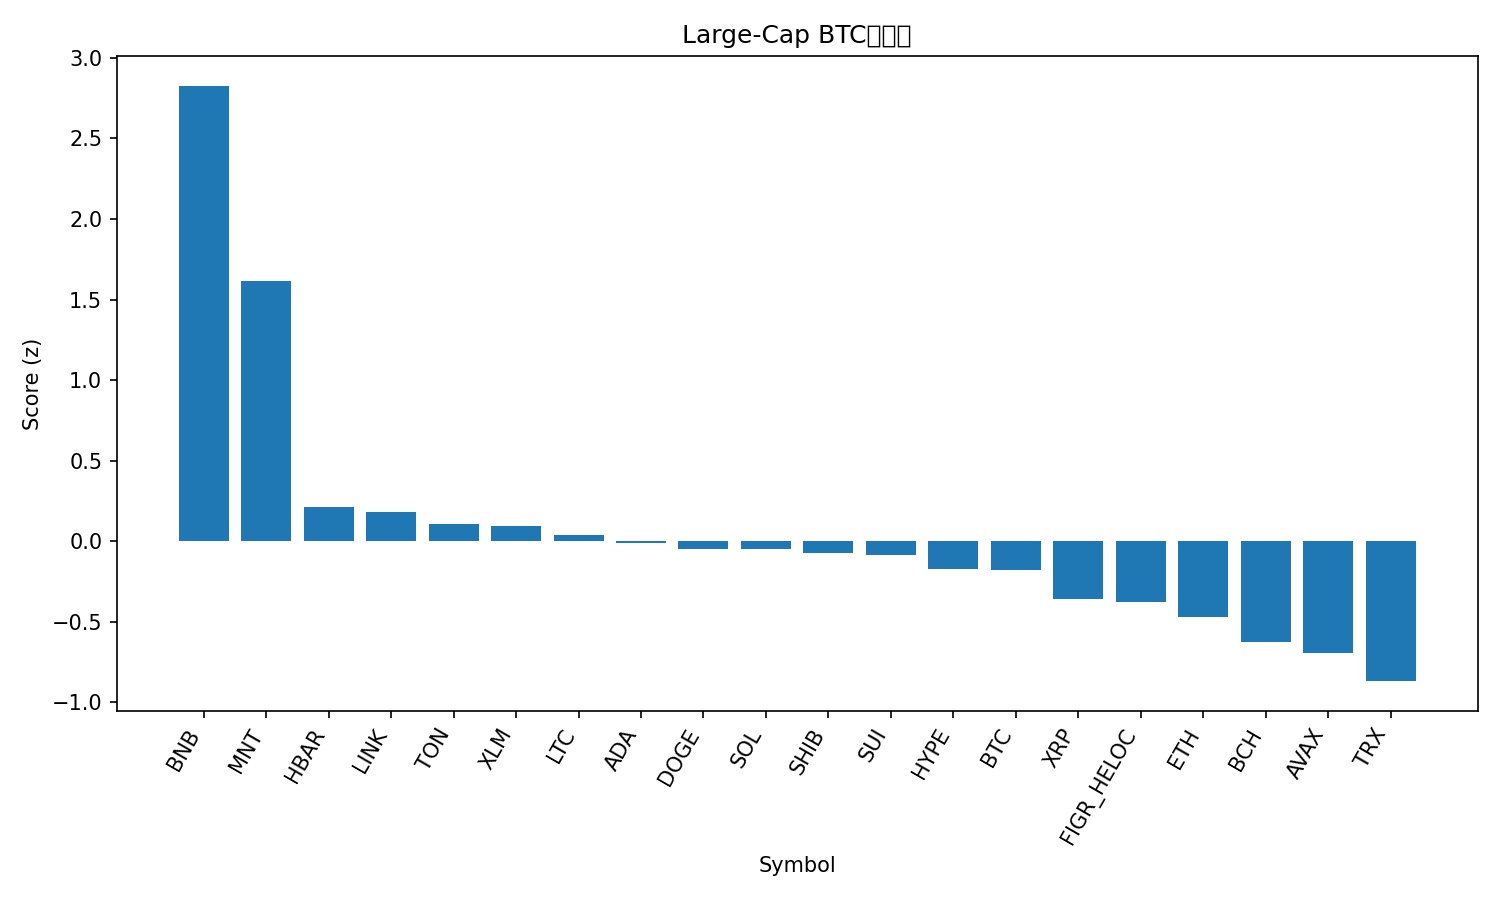 Large-Cap BTC
3.0
2.5
2.0
1.5
1.0
0.5
0.0
−0.5
−1.0
Score (z)
BNB
MNT
HBAR
LINK
TON
XLM
LTC
ADA
DOGE
SOL
SHIB
SUI
HYPE
BTC
XRP
FIGR_HELOC
ETH
BCH
AVAX
TRX
Symbol